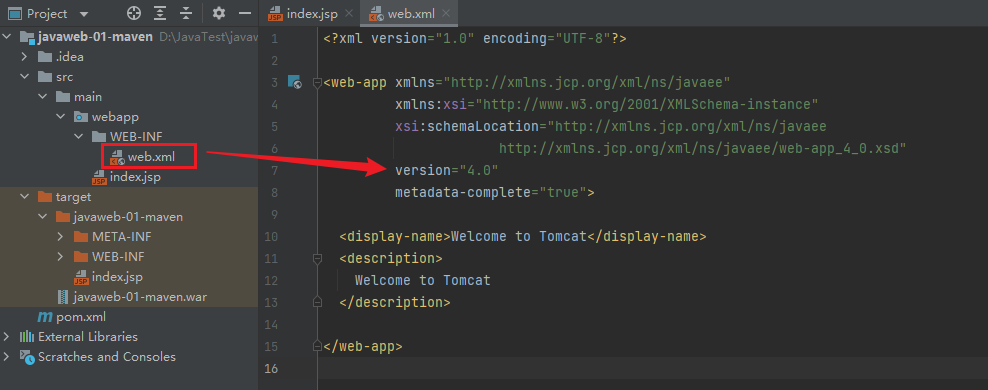 Project
javaweb-01-maven D:\JavaTest\javaw
.idea
src
main
webapp
WEB-INF
web.xml
index.jsp
target
javaweb-01-maven
META-INF
WEB-INF
index.jsp
javaweb-01-maven.war
pom.xml
External Libraries
Scratches and Consoles
index.jsp web.xml
1 <?xml version="1.0" encoding="UTF-8"?>
2
3 <web-app xmlns="http://xmlns.jcp.org/xml/ns/javaee"
4 xmlns:xsi="http://www.w3.org/2001/XMLSchema-instance"
5 xsi:schemaLocation="http://xmlns.jcp.org/xml/ns/javaee
6 http://xmlns.jcp.org/xml/ns/javaee/web-app_4_0.xsd"
7 version="4.0"
8 metadata-complete="true">
9
10 <display-name>Welcome to Tomcat</display-name>
11 <description>
12 Welcome to Tomcat
13 </description>
14
15 </web-app>
16